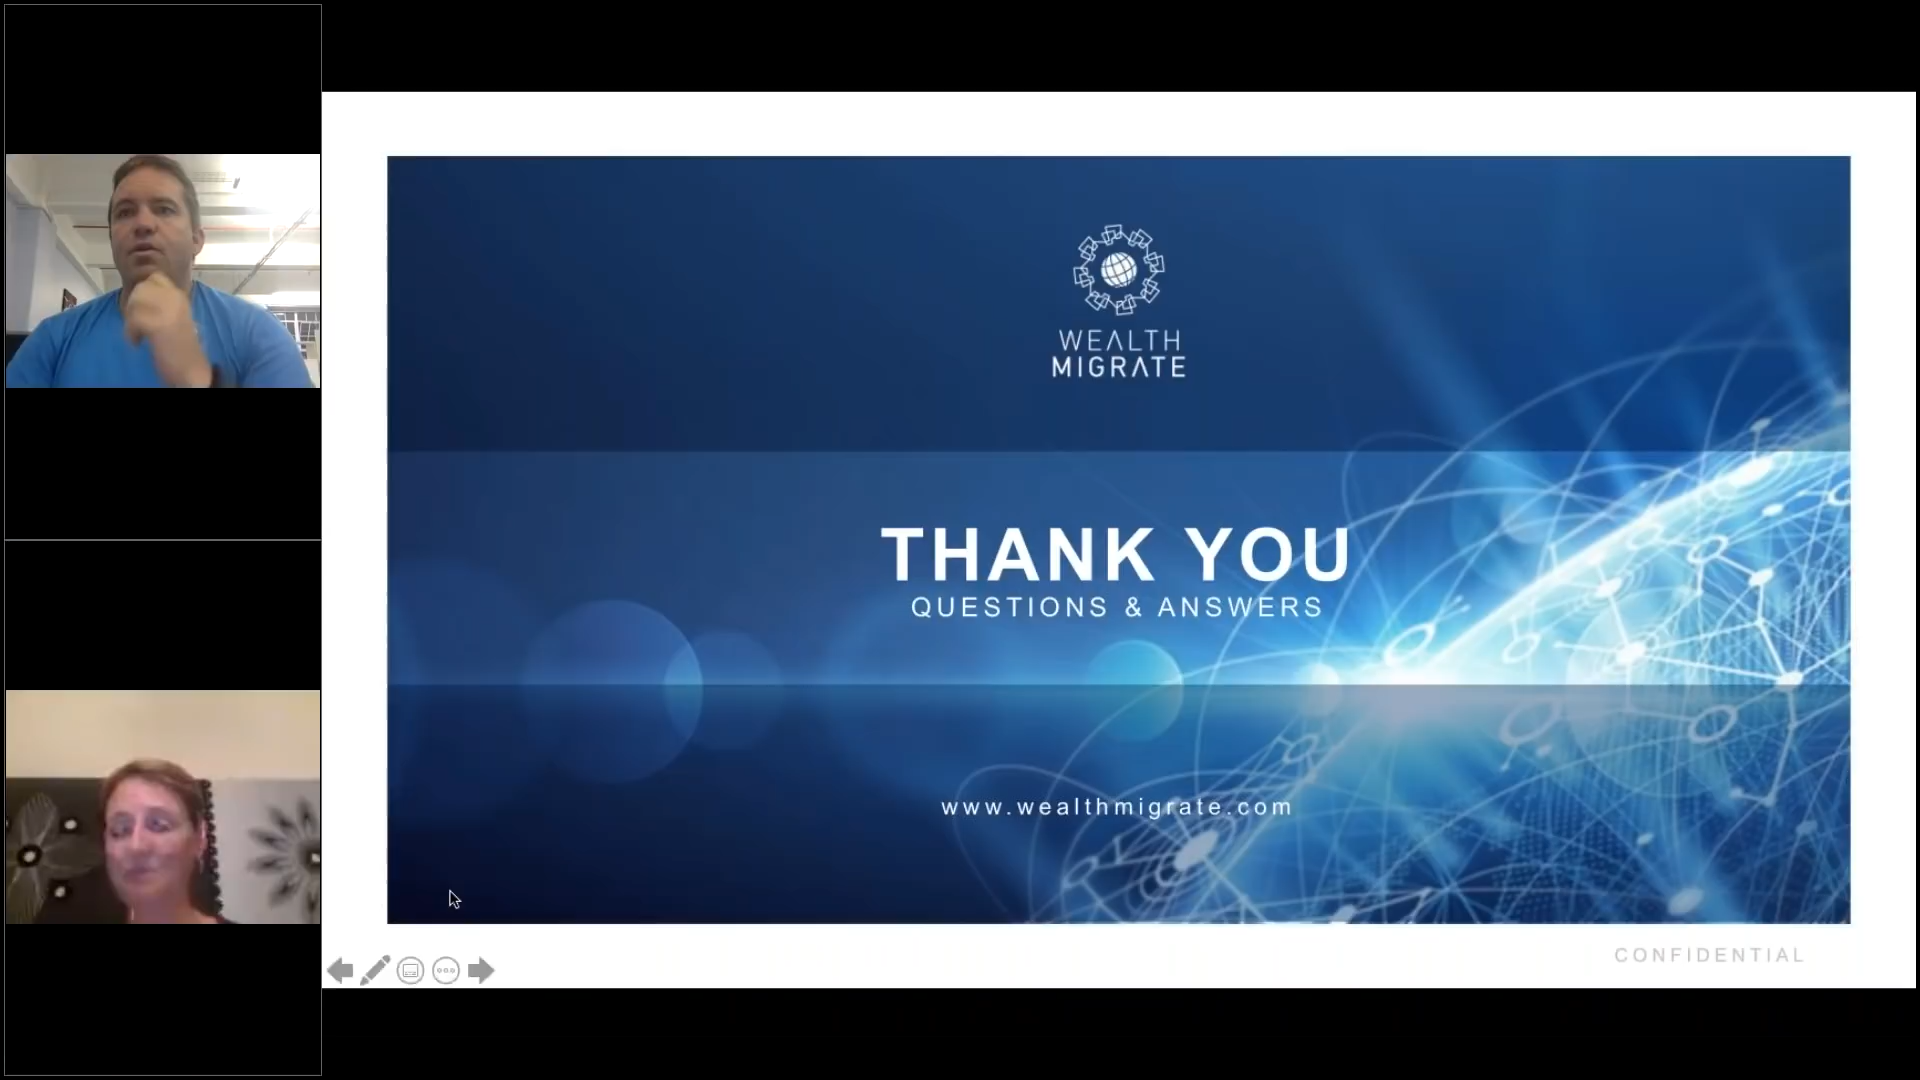 WEALTH
MIGRATE
THANK YOU
QUESTIONS & ANSWERS
www.wealthmigrate.com
CONFIDENTIAL